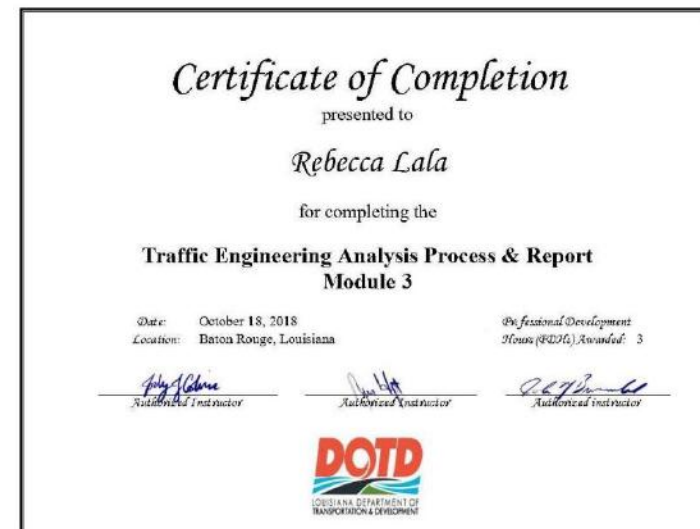 Certificate of Completion
presented to
Rebecca Lala
for completing the
Traffic Engineering Analysis Process & Report
Module 3
Date: October 18, 2018
Location: Baton Rouge, Louisiana
Professional Development
Hours (PDHs) Awarded: 3
Authorized Instructor
Authorized Instructor
Authorized instructor
DOTD
LOUISIANA DEPARTMENT OF
TRANSPORTATION & DEVELOPMENT